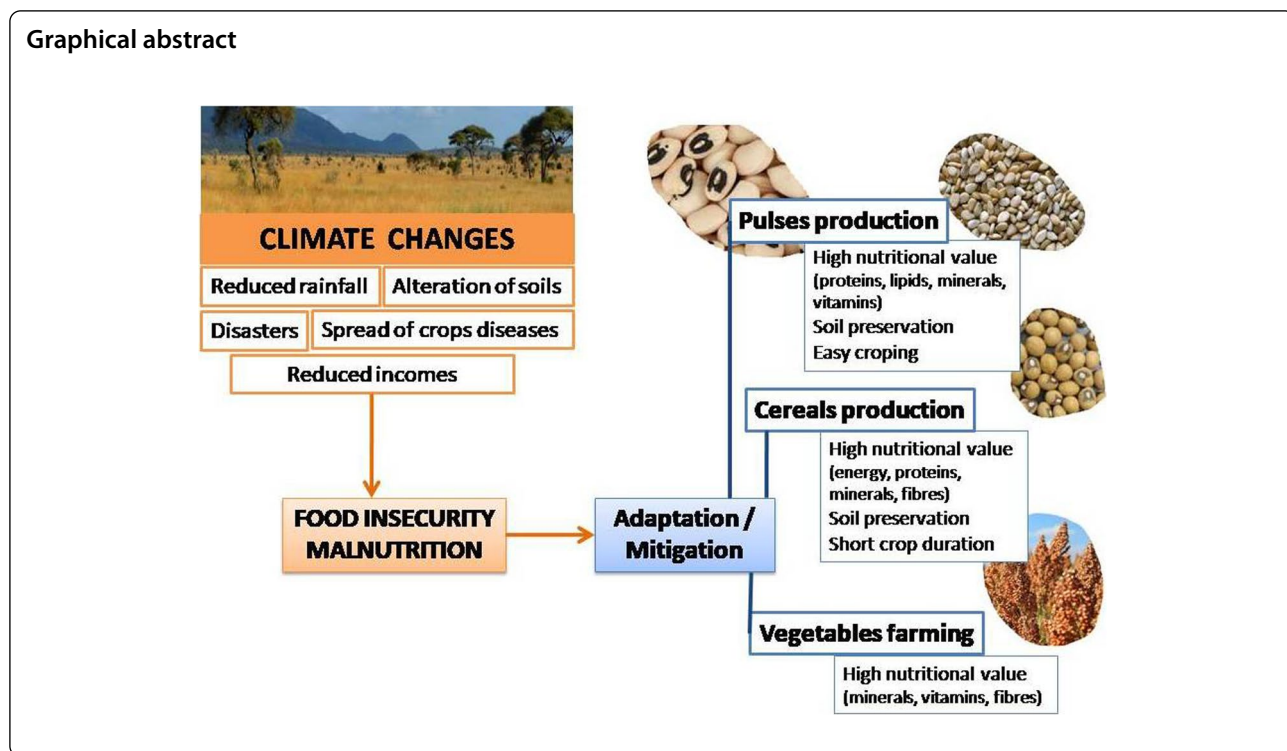 Graphical abstract
CLIMATE CHANGES
Reduced rainfall
Alteration of soils
Disasters
Spread of crops diseases
Reduced incomes
FOOD INSECURITY
MALNUTRITION
Adaptation /
Mitigation
Pulses production
High nutritional value
(proteins, lipids, minerals,
vitamins)
Soil preservation
Easy croping
Cereals production
High nutritional value
(energy, proteins,
minerals, fibres)
Soil preservation
Short crop duration
Vegetables farming
High nutritional value
(minerals, vitamins, fibres)